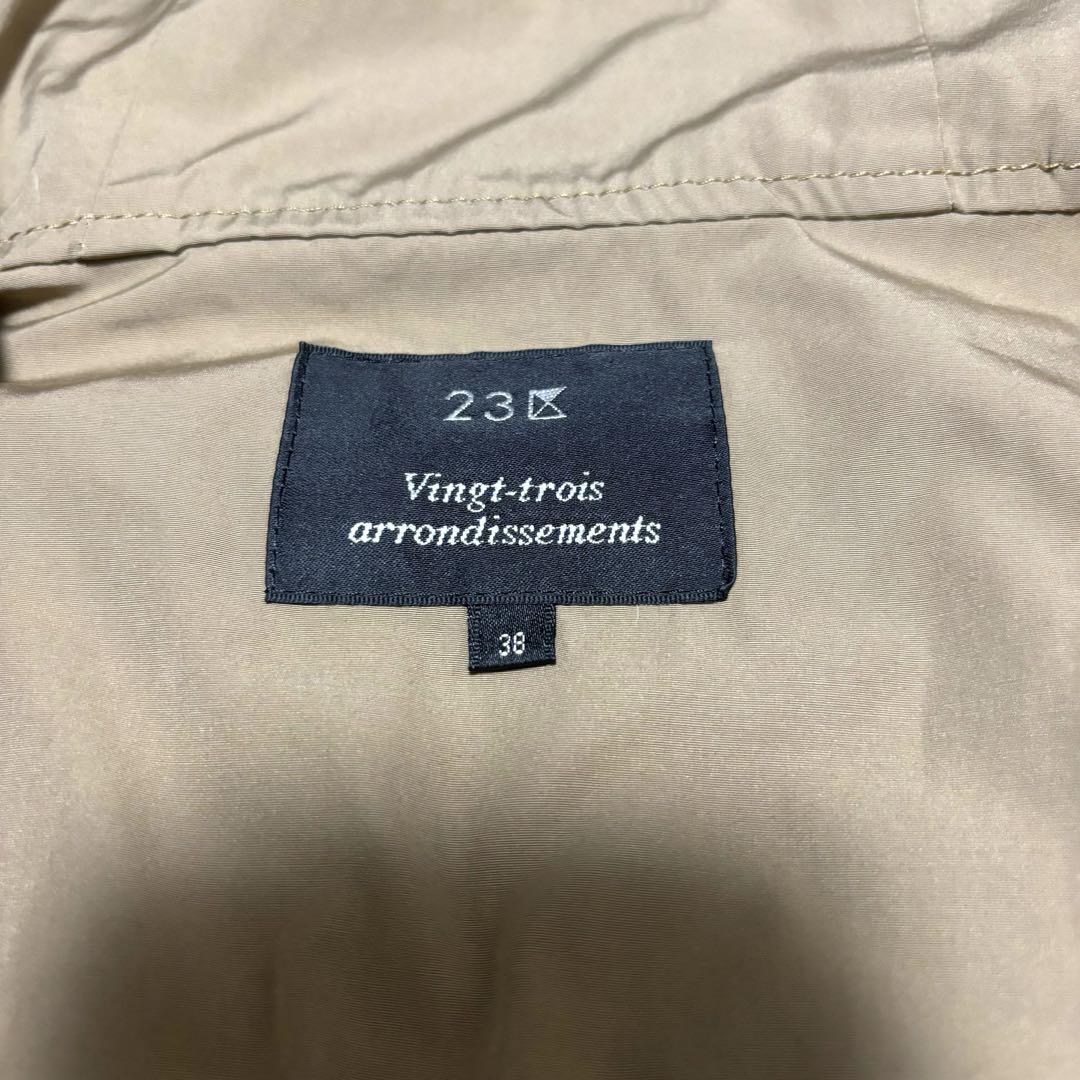 23区
Vingt-trois
arrondissements
38